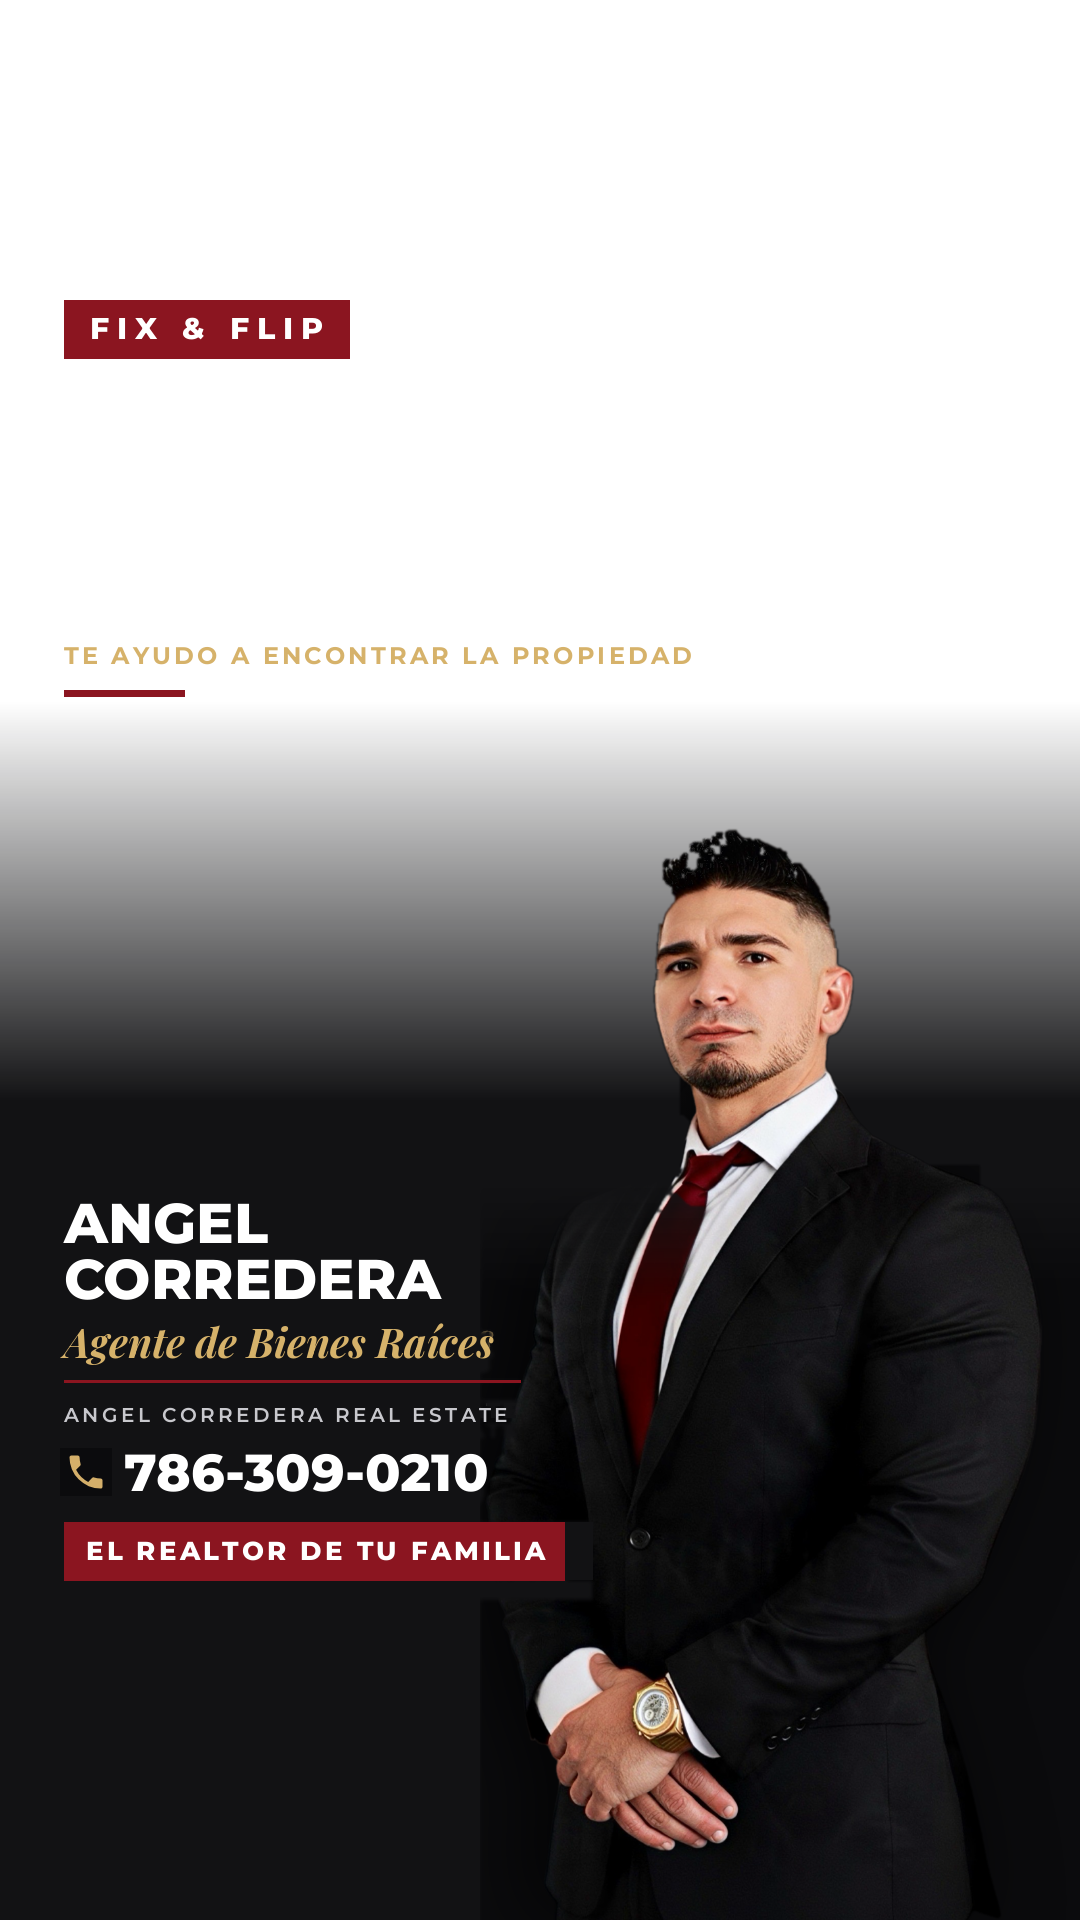 FIX & FLIP
TE AYUDO A ENCONTRAR LA PROPIEDAD
ANGEL
CORREDERA
Agente de Bienes Raíces
ANGEL CORREDERA REAL ESTATE
786-309-0210
EL REALTOR DE TU FAMILIA